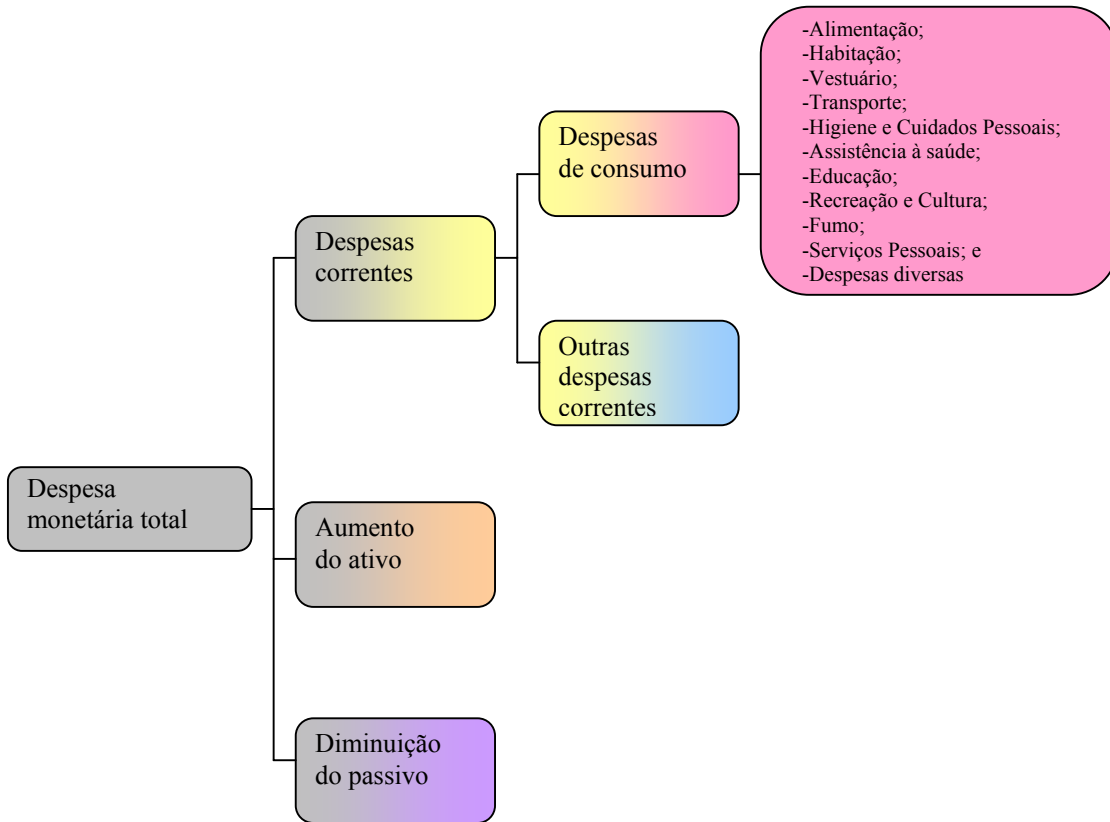 -Alimentação;
-Habitação;
-Vestuário;
-Transporte;
-Higiene e Cuidados Pessoais;
-Assistência à saúde;
-Educação;
-Recreação e Cultura;
-Fumo;
-Serviços Pessoais; e
-Despesas diversas
Despesas
de consumo
Despesas
correntes
Outras
despesas
correntes
Despesa
monetária total
Aumento
do ativo
Diminuição
do passivo